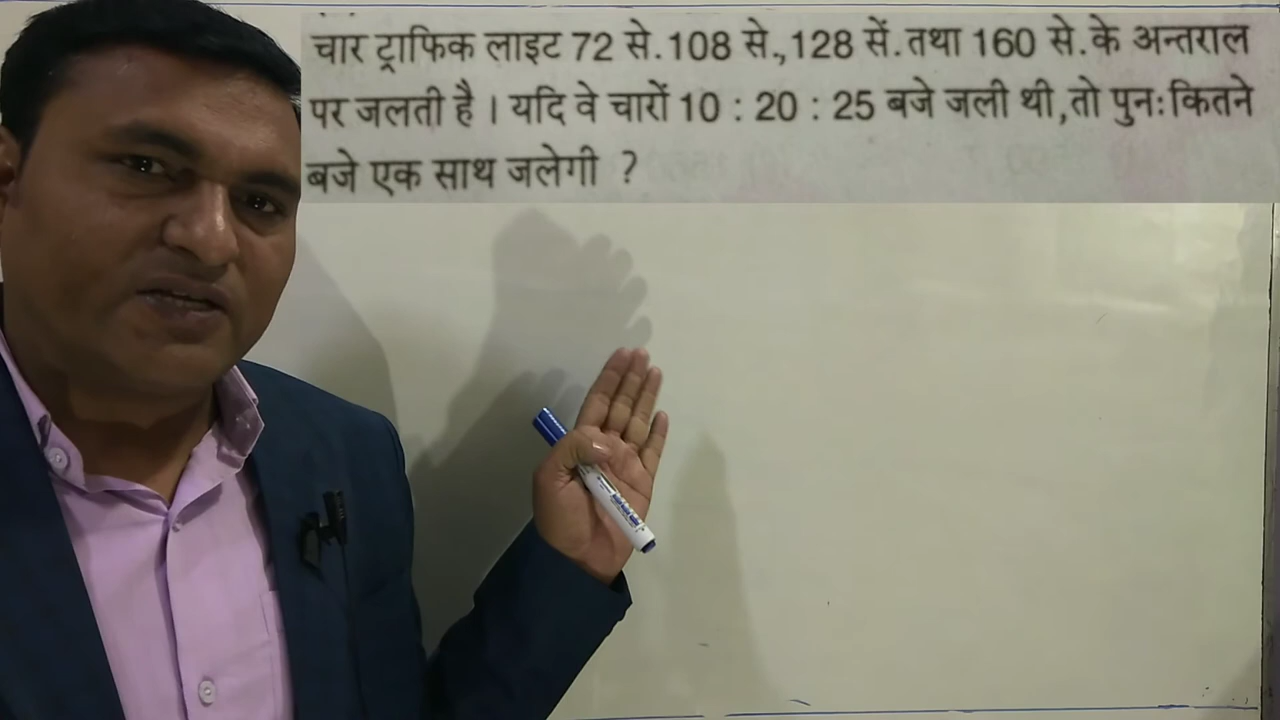 चार ट्राफिक लाइट 72 से. 108 से., 128 सें. तथा 160 से. के अन्तराल
पर जलती है । यदि वे चारों 10 : 20 : 25 बजे जली थी, तो पुनः कितने
बजे एक साथ जलेगी ?